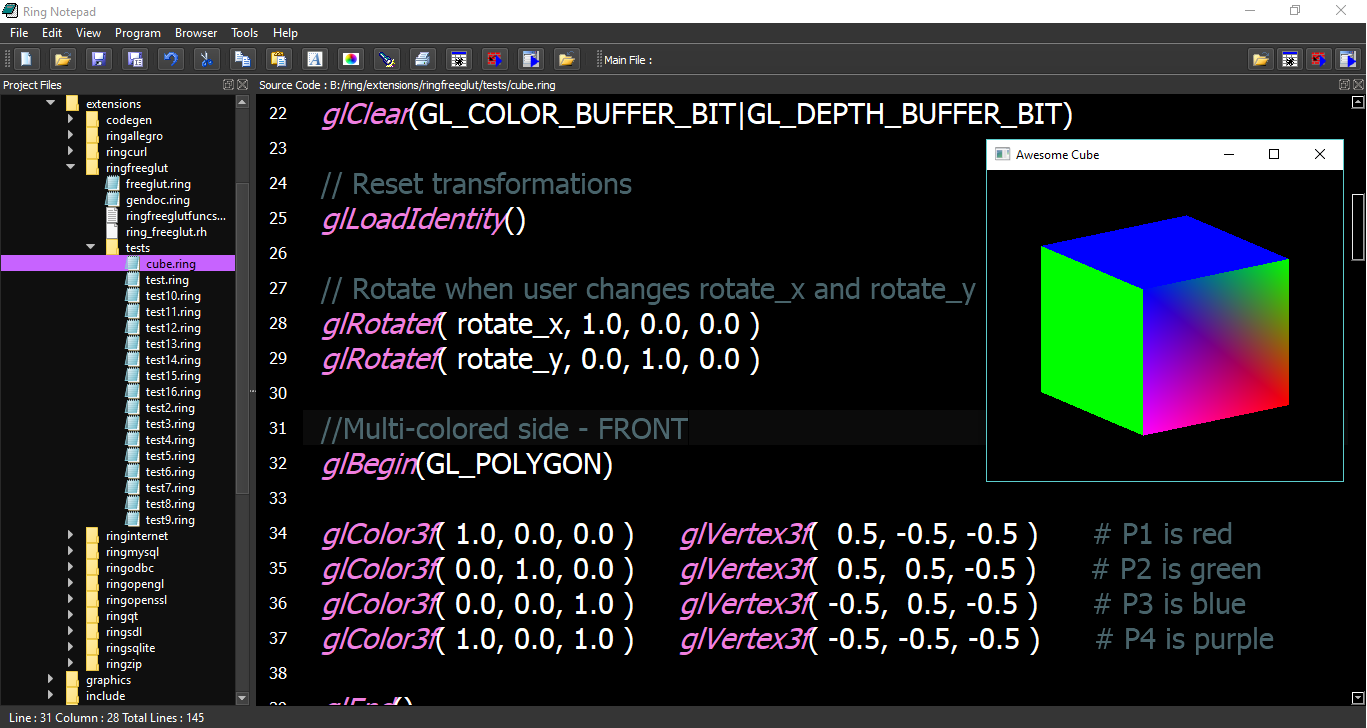 Ring Notepad
File Edit View Program Browser Tools Help
Main File :
Project Files
extensions
codegen
ringallegro
ringcurl
ringfreeglut
freeglut.ring
gendoc.ring
ringfreeglutfuncs...
ring_freeglut.rh
tests
cube.ring
test.ring
test10.ring
test11.ring
test12.ring
test13.ring
test14.ring
test15.ring
test16.ring
test2.ring
test3.ring
test4.ring
test5.ring
test6.ring
test7.ring
test8.ring
test9.ring
ringinternet
ringmysql
ringodbc
ringopengl
ringopenssl
ringqt
ringsdl
ringsqlite
ringzip
graphics
include
Source Code : B:/ring/extensions/ringfreeglut/tests/cube.ring
22 glClear(GL_COLOR_BUFFER_BIT|GL_DEPTH_BUFFER_BIT)
23
24 // Reset transformations
25 glLoadIdentity()
26
27 // Rotate when user changes rotate_x and rotate_y
28 glRotatef( rotate_x, 1.0, 0.0, 0.0 )
29 glRotatef( rotate_y, 0.0, 1.0, 0.0 )
30
31 //Multi-colored side - FRONT
32 glBegin(GL_POLYGON)
33
34 glColor3f( 1.0, 0.0, 0.0 ) glVertex3f( 0.5, -0.5, -0.5 ) # P1 is red
35 glColor3f( 0.0, 1.0, 0.0 ) glVertex3f( 0.5, 0.5, -0.5 ) # P2 is green
36 glColor3f( 0.0, 0.0, 1.0 ) glVertex3f( -0.5, 0.5, -0.5 ) # P3 is blue
37 glColor3f( 1.0, 0.0, 1.0 ) glVertex3f( -0.5, -0.5, -0.5 ) # P4 is purple
38
39 glEnd()
Awesome Cube
Line : 31 Column : 28 Total Lines : 145